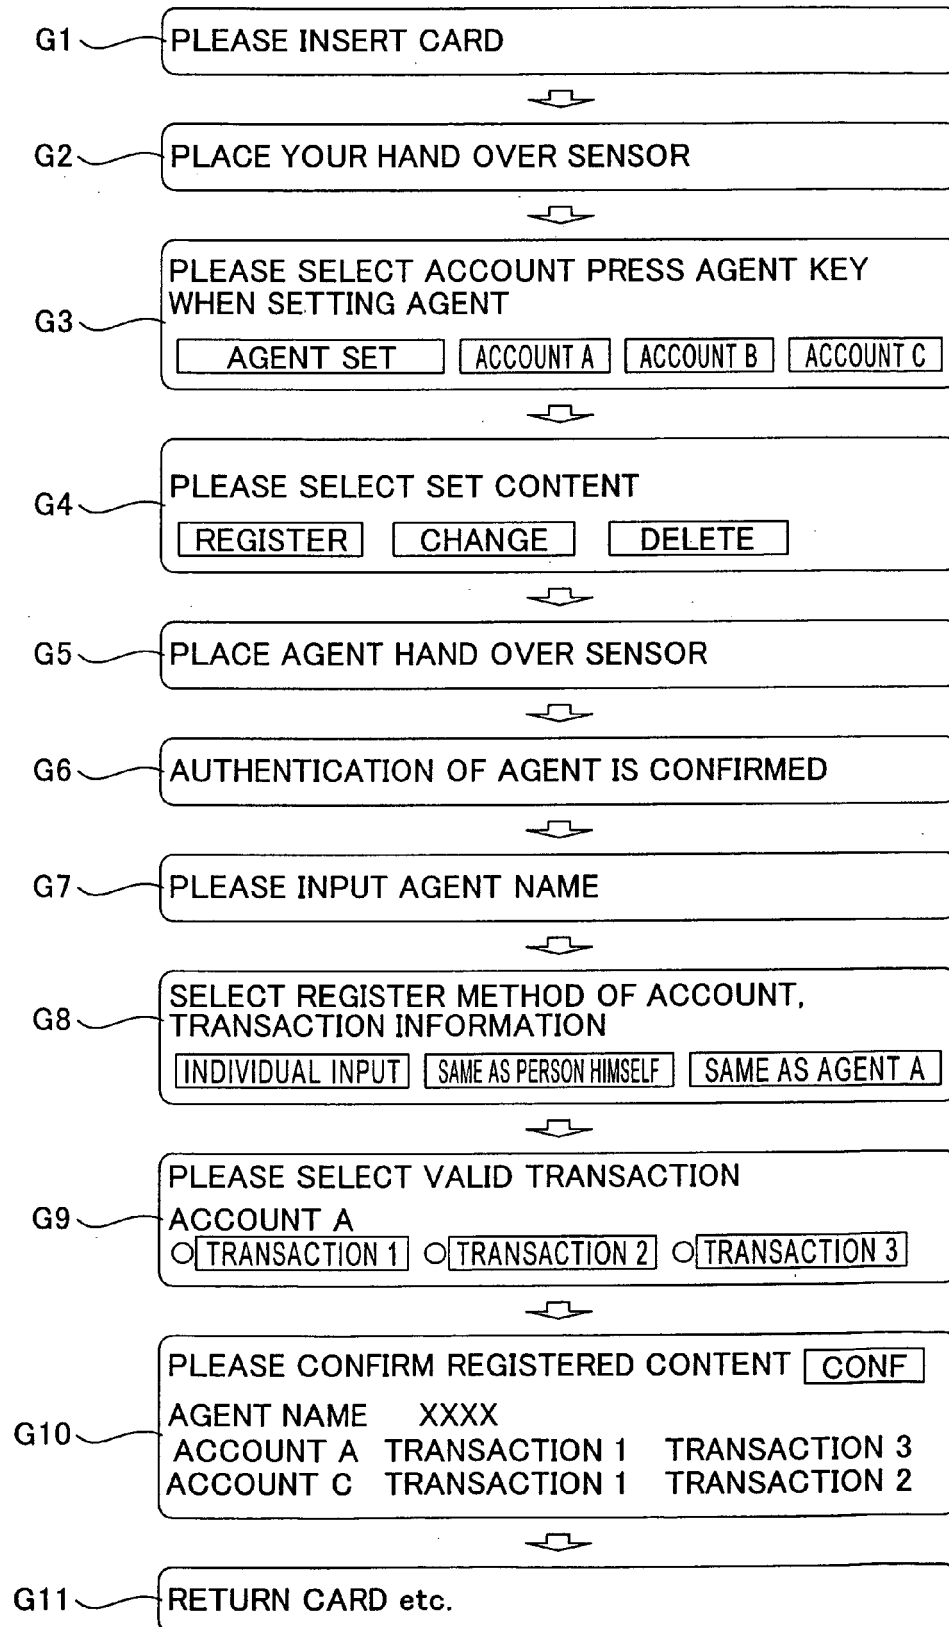 G1 PLEASE INSERT CARD
G2 PLACE YOUR HAND OVER SENSOR
PLEASE SELECT ACCOUNT PRESS AGENT KEY
WHEN SETTING AGENT
G3
AGENT SET ACCOUNT A ACCOUNT B ACCOUNT C
PLEASE SELECT SET CONTENT
G4
REGISTER CHANGE DELETE
G5 PLACE AGENT HAND OVER SENSOR
G6 AUTHENTICATION OF AGENT IS CONFIRMED
G7 PLEASE INPUT AGENT NAME
SELECT REGISTER METHOD OF ACCOUNT,
G8 TRANSACTION INFORMATION
INDIVIDUAL INPUT SAME AS PERSON HIMSELF SAME AS AGENT A
PLEASE SELECT VALID TRANSACTION
G9 ACCOUNT A
TRANSACTION 1 TRANSACTION 2 TRANSACTION 3
PLEASE CONFIRM REGISTERED CONTENT CONF
AGENT NAME XXXX
G10 ACCOUNT A TRANSACTION 1 TRANSACTION 3
ACCOUNT C TRANSACTION 1 TRANSACTION 2
G11 RETURN CARD etc.